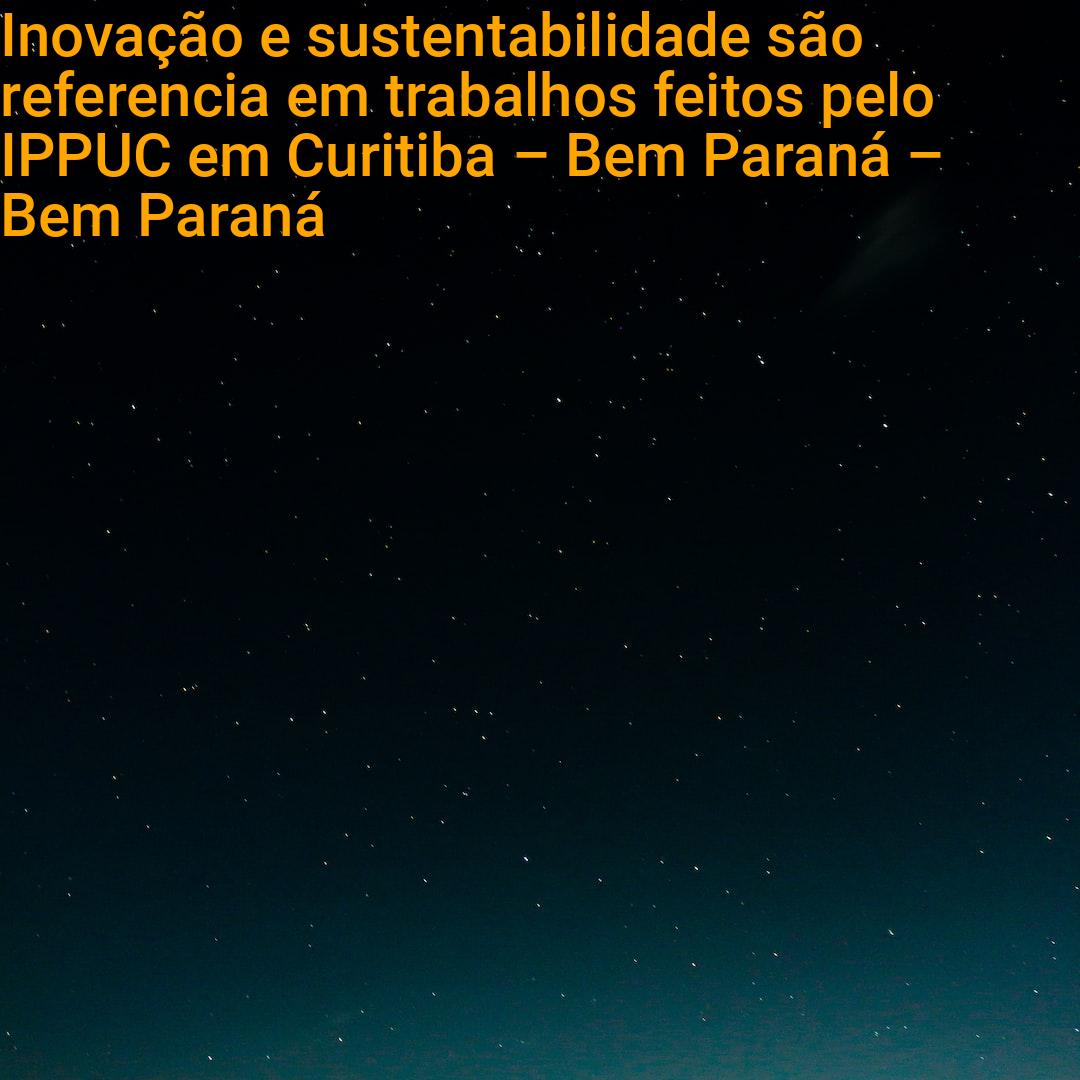 Inovação e sustentabilidade são
referencia em trabalhos feitos pelo
IPPUC em Curitiba – Bem Paraná –
Bem Paraná